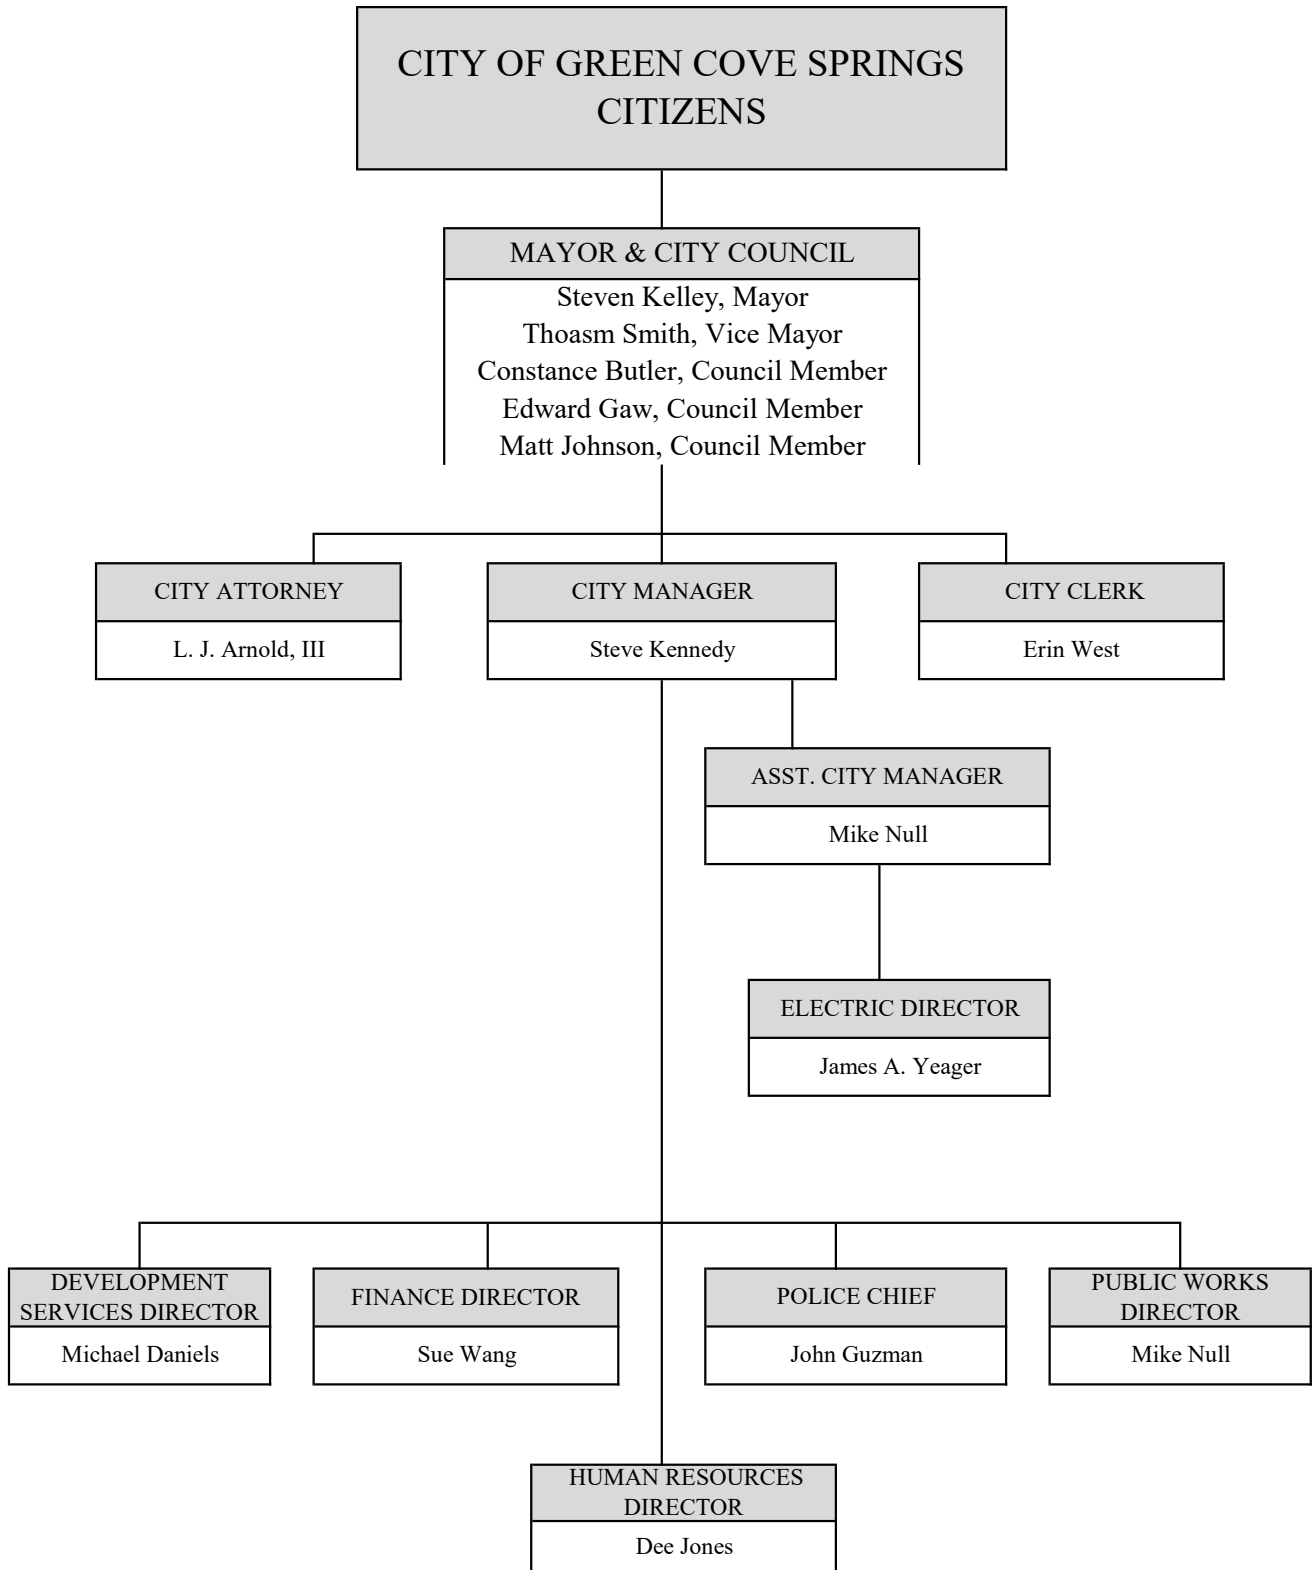 CITY OF GREEN COVE SPRINGS
CITIZENS
MAYOR & CITY COUNCIL
Steven Kelley, Mayor
Thoasm Smith, Vice Mayor
Constance Butler, Council Member
Edward Gaw, Council Member
Matt Johnson, Council Member
CITY ATTORNEY
L. J. Arnold, III
CITY MANAGER
Steve Kennedy
CITY CLERK
Erin West
ASST. CITY MANAGER
Mike Null
ELECTRIC DIRECTOR
James A. Yeager
DEVELOPMENT
SERVICES DIRECTOR
Michael Daniels
FINANCE DIRECTOR
Sue Wang
POLICE CHIEF
John Guzman
PUBLIC WORKS
DIRECTOR
Mike Null
HUMAN RESOURCES
DIRECTOR
Dee Jones